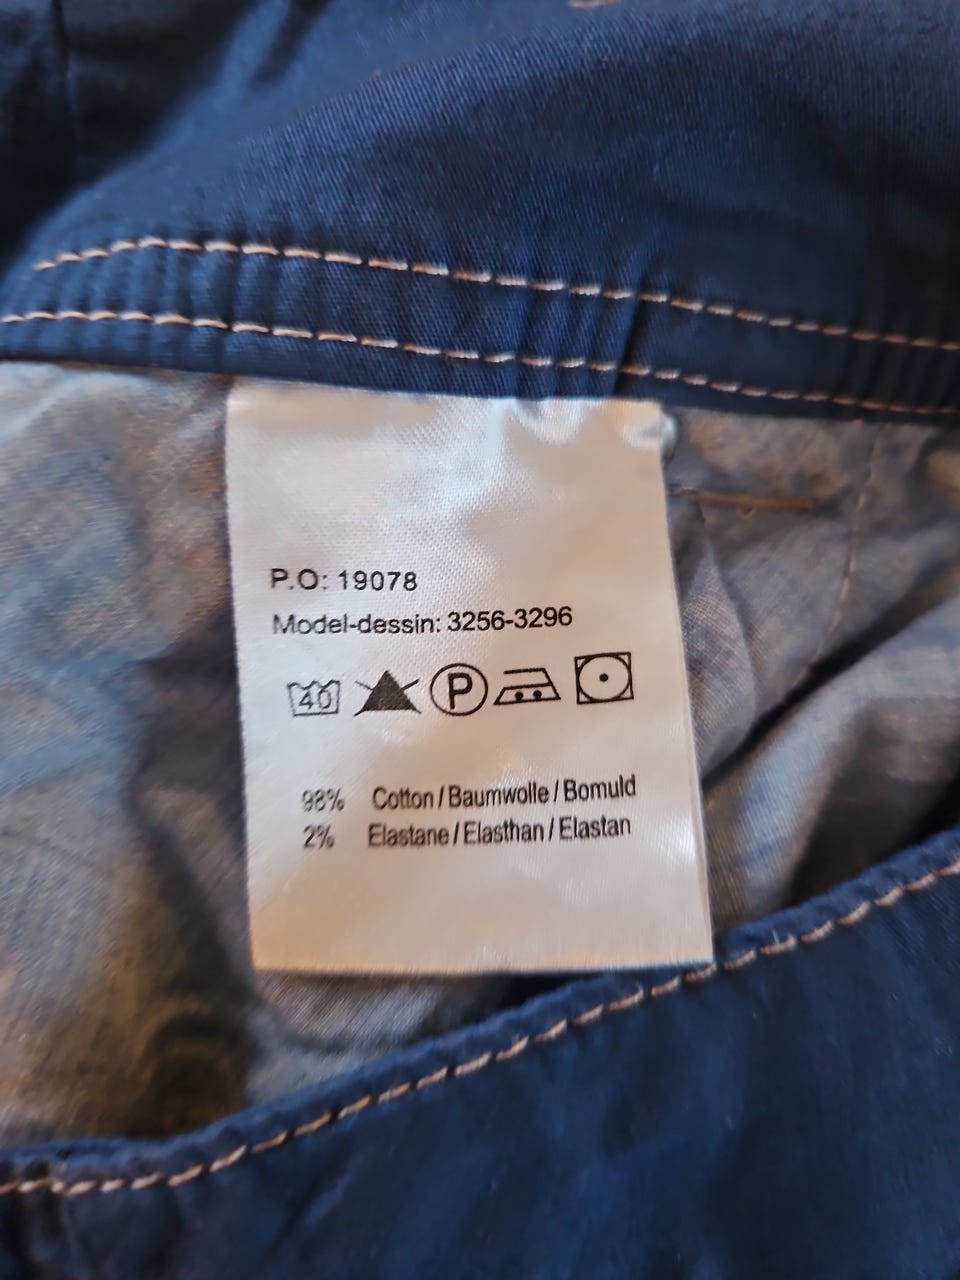 P.O: 19078
Model-dessin: 3256-3296
40 P
98% Cotton / Baumwolle / Bomuld
2% Elastane / Elasthan / Elastan